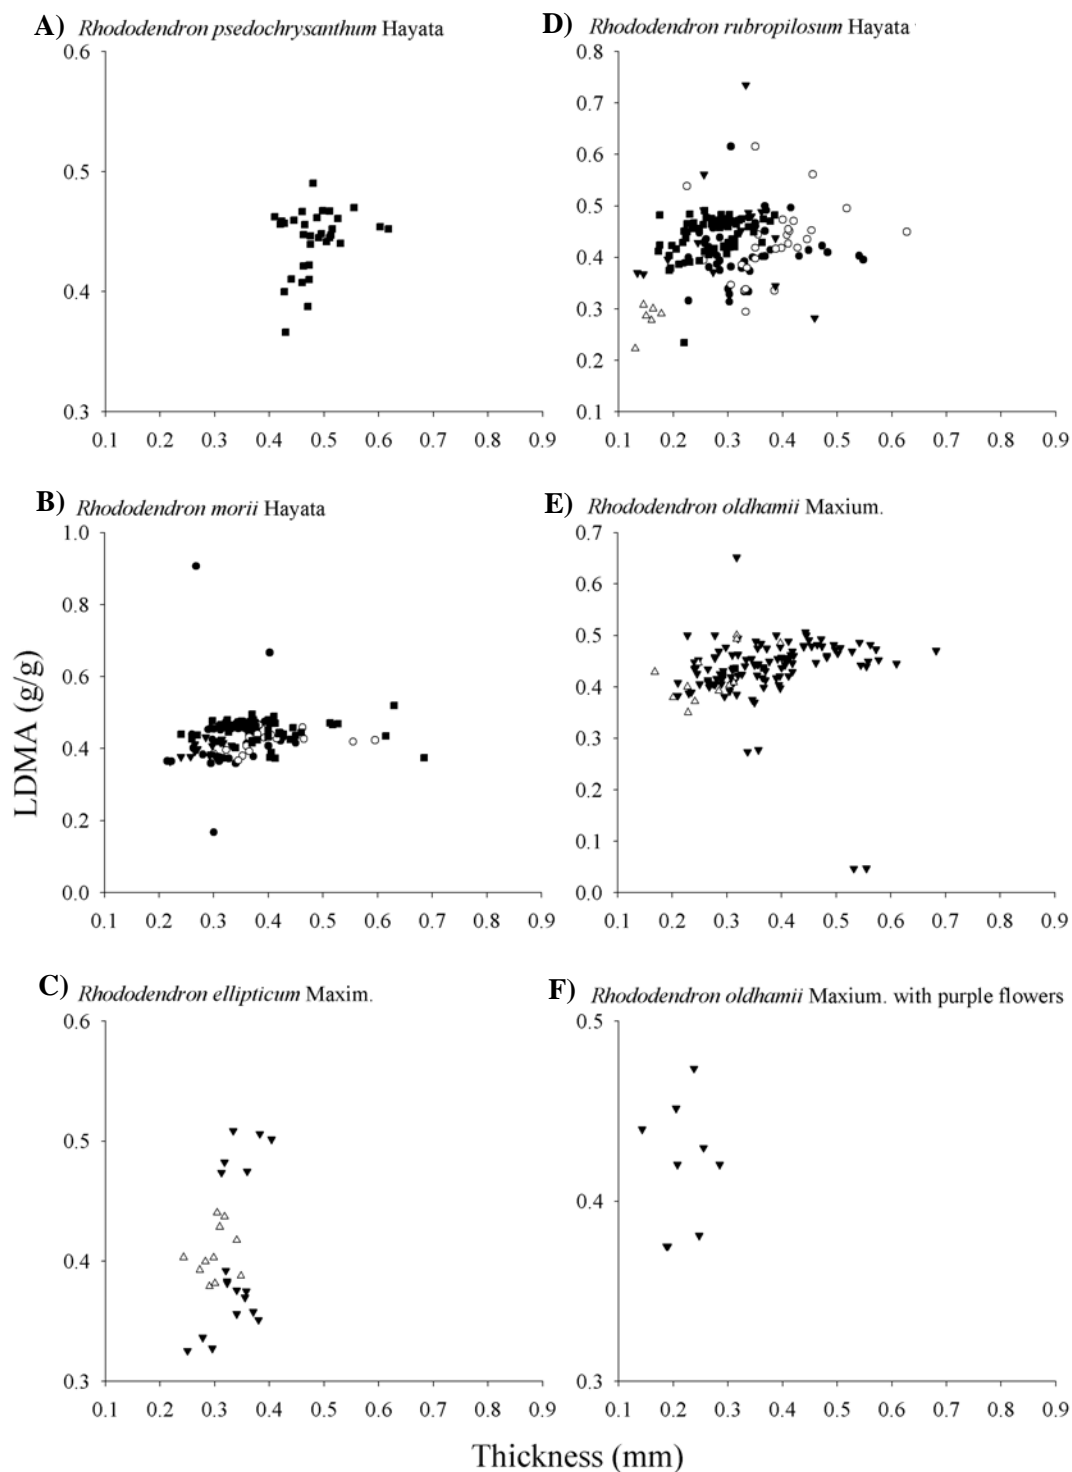 A) Rhododendron psedochrysanthum Hayata
0.6
0.5
0.4
0.3
0.1 0.2 0.3 0.4 0.5 0.6 0.7 0.8 0.9
D) Rhododendron rubropilosum Hayata
0.8
0.7
0.6
0.5
0.4
0.3
0.2
0.1
0.1 0.2 0.3 0.4 0.5 0.6 0.7 0.8 0.9
B) Rhododendron morii Hayata
1.0
0.8
0.6
0.4
0.2
0.0
0.1 0.2 0.3 0.4 0.5 0.6 0.7 0.8 0.9
E) Rhododendron oldhamii Maxium.
0.7
0.6
0.5
0.4
0.3
0.2
0.1
0.0
0.1 0.2 0.3 0.4 0.5 0.6 0.7 0.8 0.9
LDMA (g/g)
C) Rhododendron ellipticum Maxim.
0.6
0.5
0.4
0.3
0.1 0.2 0.3 0.4 0.5 0.6 0.7 0.8 0.9
F) Rhododendron oldhamii Maxium. with purple flowers
0.5
0.4
0.3
0.1 0.2 0.3 0.4 0.5 0.6 0.7 0.8 0.9
Thickness (mm)